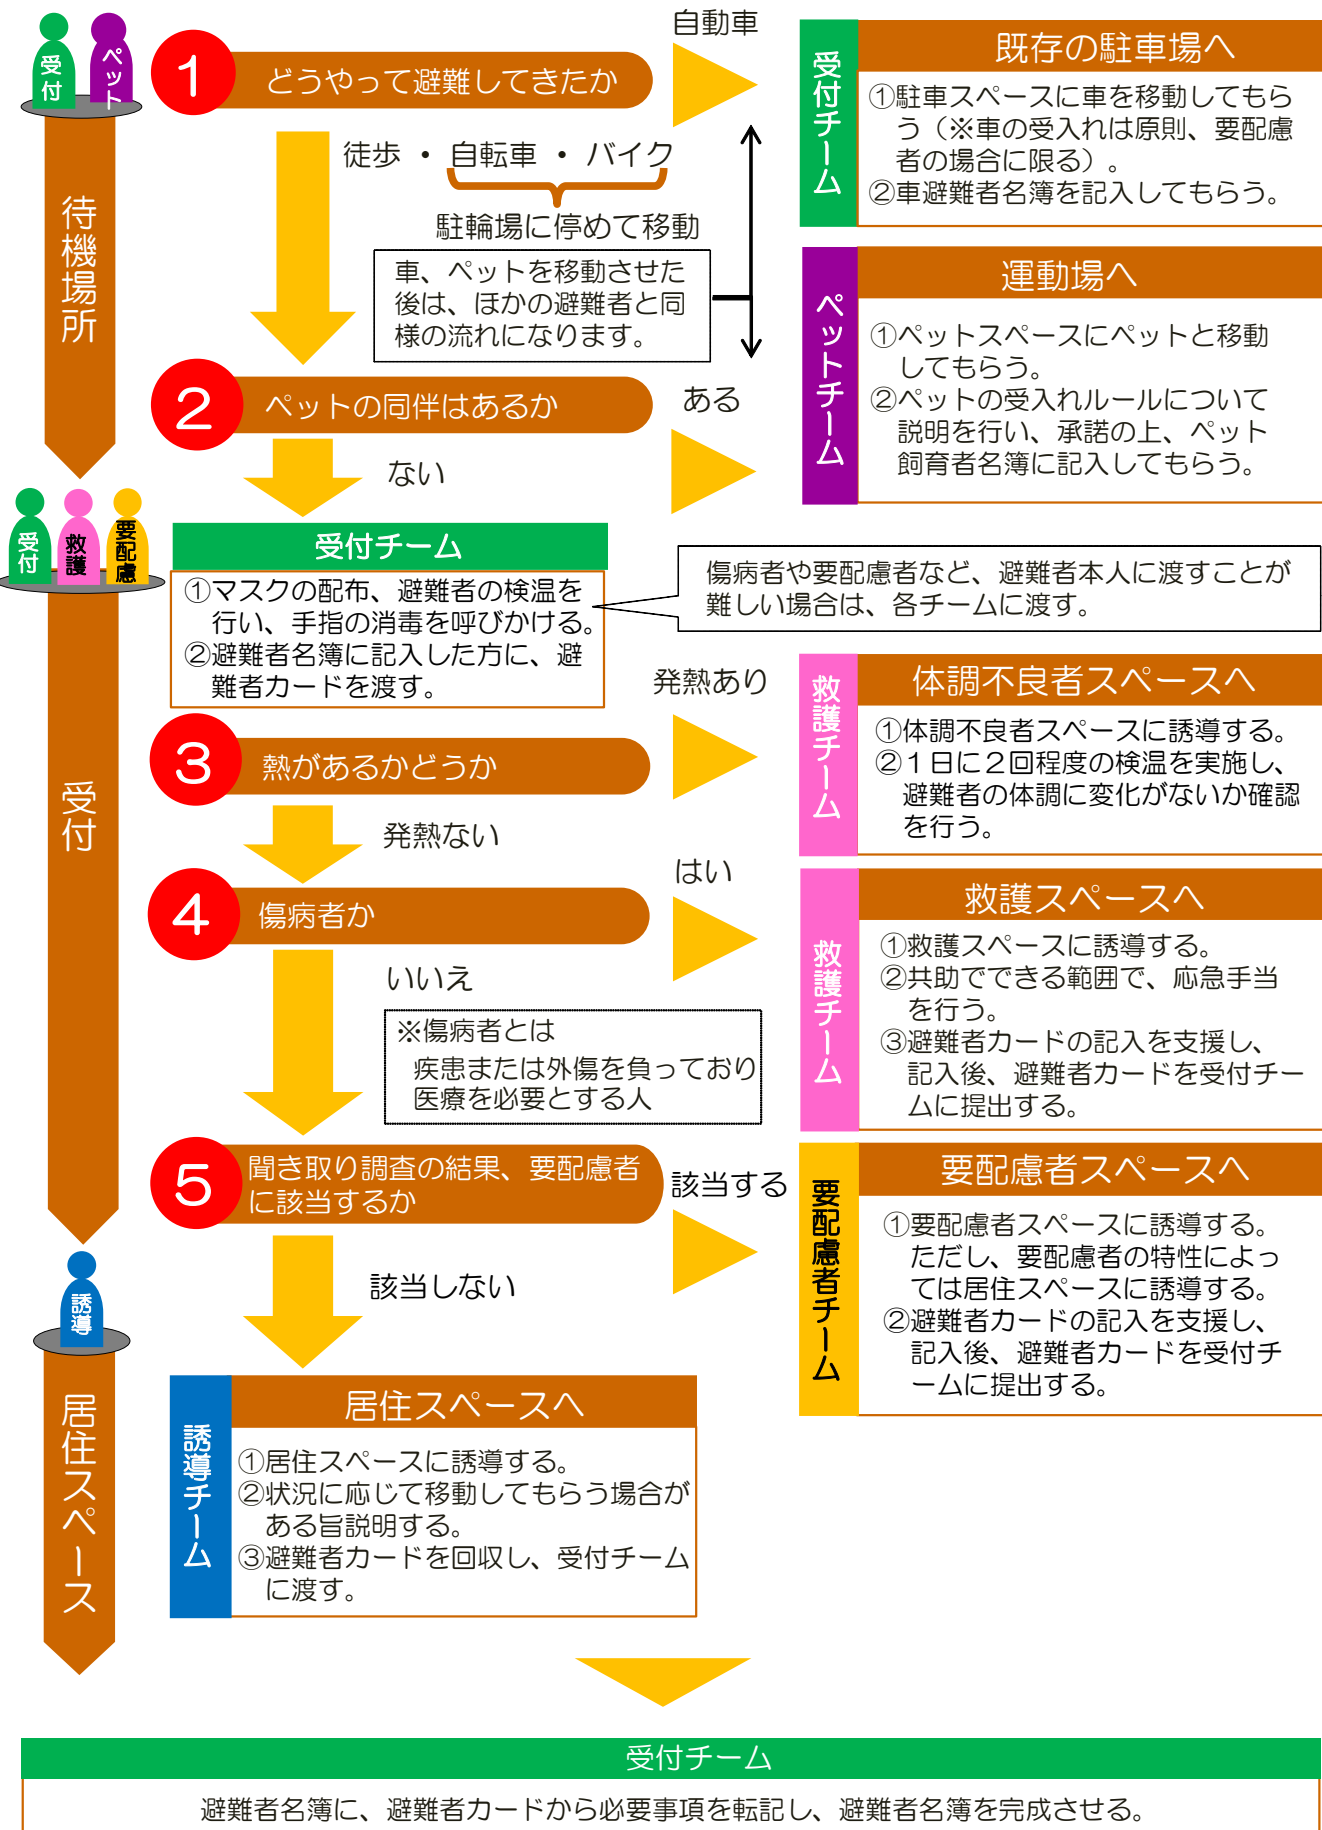 受付
ペット
待機場所
1
どうやって避難してきたか
自動車
徒歩 ・ 自転車 ・ バイク
駐輪場に停めて移動
車、ペットを移動させた
後は、ほかの避難者と同
様の流れになります。
受付チーム
既存の駐車場へ
①駐車スペースに車を移動してもら
う（※車の受入れは原則、要配慮
者の場合に限る）。
②車避難者名簿を記入してもらう。
2
ペットの同伴はあるか
ある
ない
ペットチーム
運動場へ
①ペットスペースにペットと移動
してもらう。
②ペットの受入れルールについて
説明を行い、承諾の上、ペット
飼育者名簿に記入してもらう。
受付
救護
要配慮
受付
受付チーム
①マスクの配布、避難者の検温を
行い、手指の消毒を呼びかける。
②避難者名簿に記入した方に、避
難者カードを渡す。
傷病者や要配慮者など、避難者本人に渡すことが
難しい場合は、各チームに渡す。
3
熱があるかどうか
発熱あり
発熱ない
救護チーム
体調不良者スペースへ
①体調不良者スペースに誘導する。
②１日に２回程度の検温を実施し、
避難者の体調に変化がないか確認
を行う。
4
傷病者か
はい
いいえ
※傷病者とは
疾患または外傷を負っており
医療を必要とする人
救護チーム
救護スペースへ
①救護スペースに誘導する。
②共助でできる範囲で、応急手当
を行う。
③避難者カードの記入を支援し、
記入後、避難者カードを受付チー
ムに提出する。
5
聞き取り調査の結果、要配慮者
に該当するか
該当する
該当しない
要配慮者チーム
要配慮者スペースへ
①要配慮者スペースに誘導する。
ただし、要配慮者の特性によっ
ては居住スペースに誘導する。
②避難者カードの記入を支援し、
記入後、避難者カードを受付チ
ームに提出する。
誘導
居住スペース
誘導チーム
居住スペースへ
①居住スペースに誘導する。
②状況に応じて移動してもらう場合が
ある旨説明する。
③避難者カードを回収し、受付チーム
に渡す。
受付チーム
避難者名簿に、避難者カードから必要事項を転記し、避難者名簿を完成させる。